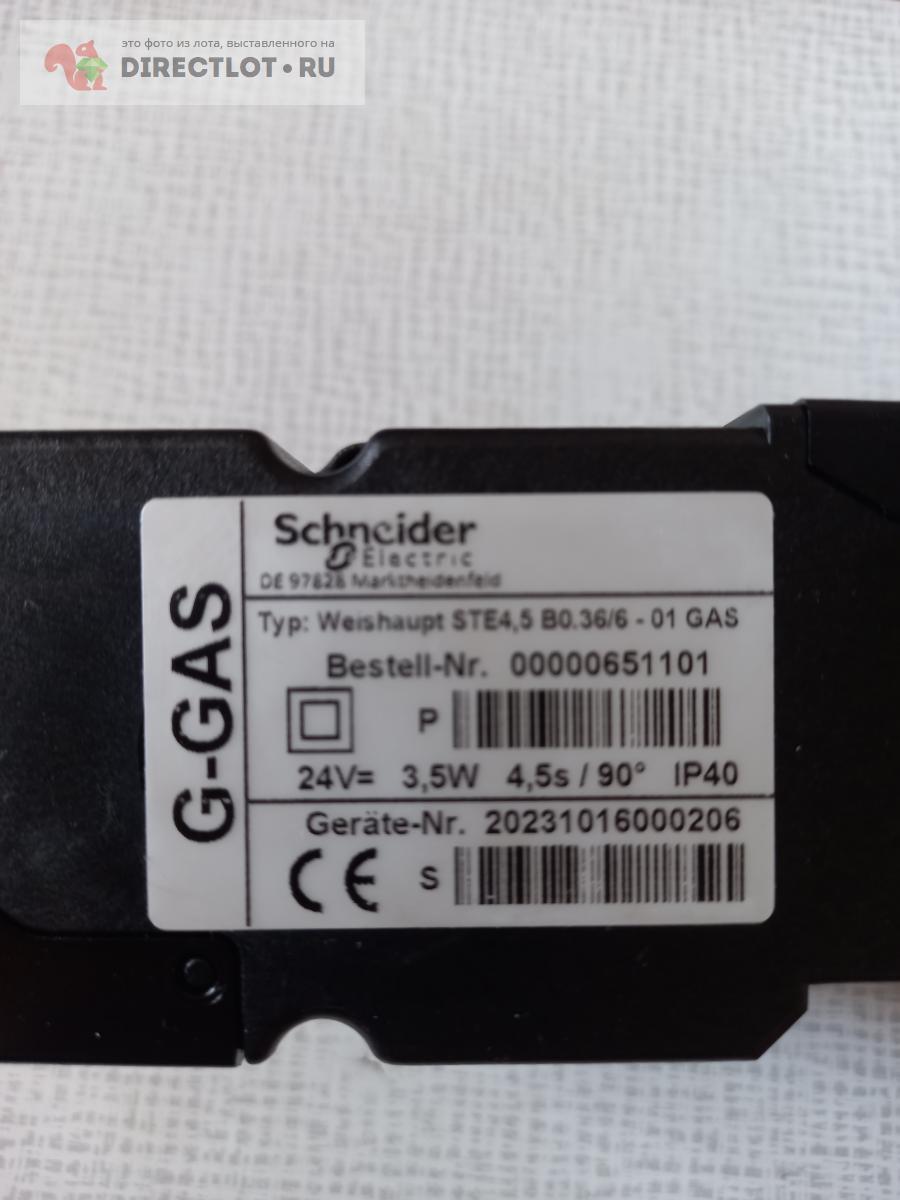 это фото из лота, выставленного на
DIRECTLOT•RU
G-GAS
Schneider
Electric
DE 97828 Marktheidenfeld
Typ: Weishaupt STE4,5 B0.36/6 - 01 GAS
Bestell-Nr. 00000651101
P
24V= 3,5W 4,5s / 90° IP40
Geräte-Nr. 20231016000206
CE S